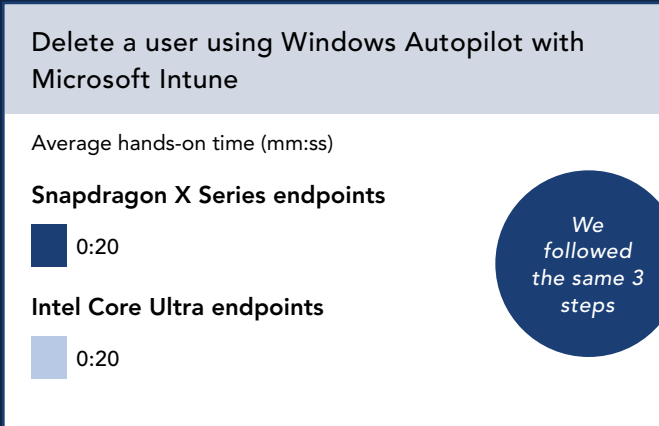 Delete a user using Windows Autopilot with
Microsoft Intune
Average hands-on time (mm:ss)
Snapdragon X Series endpoints
0:20
Intel Core Ultra endpoints
0:20
We
followed
the same 3
steps